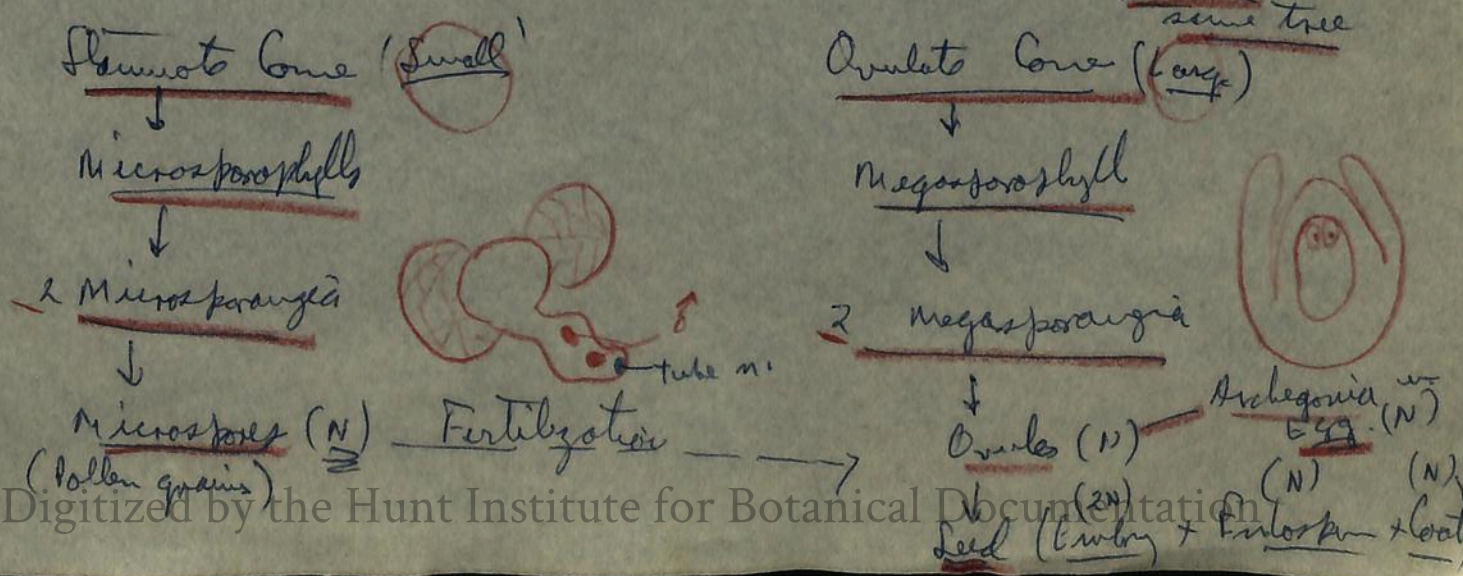 same tree
Staminate Cone (Small)
Ovulate Cone (Large)
Microsporophylls
Megasporophyll
2 Microsporangia
♂
tube n.
2 Megasporangia
Microspores (N) — Fertilization — — →
(Pollen grains)
Ovules (N) — Archegonia
Egg. (N)
(2N) (N) (N)
Seed (Embry + Endosperm + Coat
Digitized by the Hunt Institute for Botanical Documentation